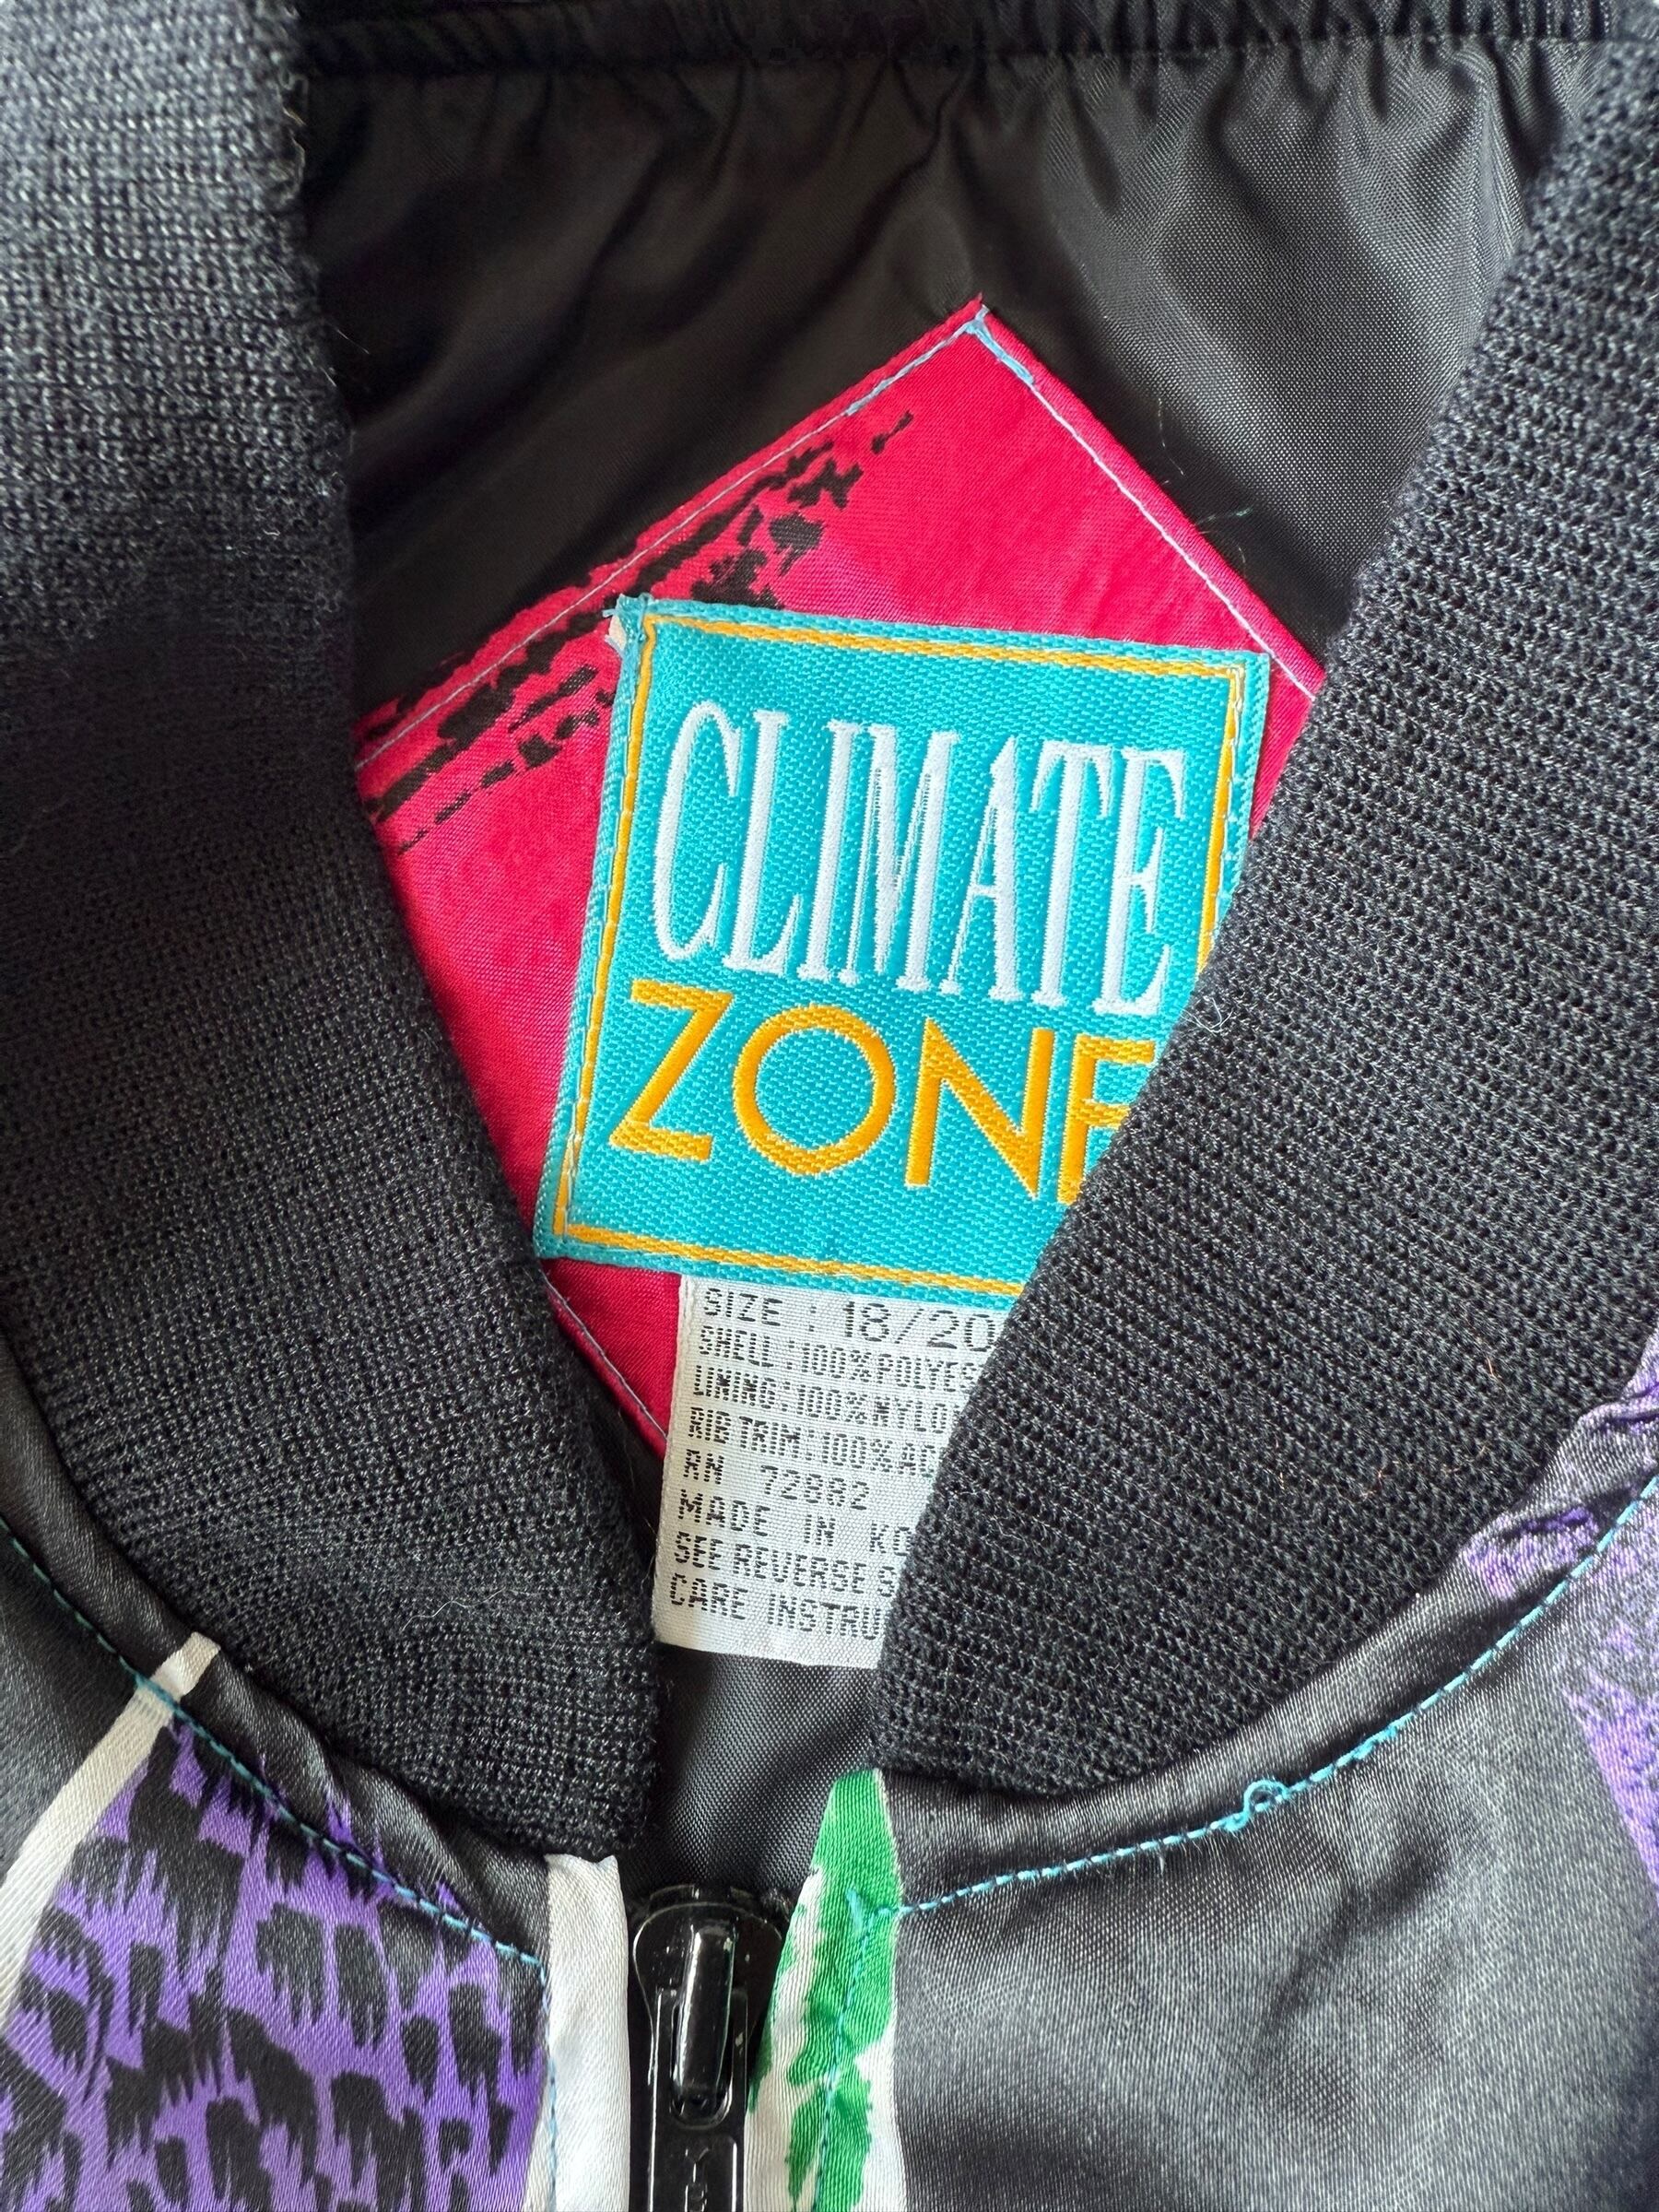 CLIMATE
ZONE
SIZE : 18/20
SHELL : 100% POLYES
LINING : 100% NYLO
RIB TRIM : 100% AC
RN 72882
MADE IN KO
SEE REVERSE S
CARE INSTRU